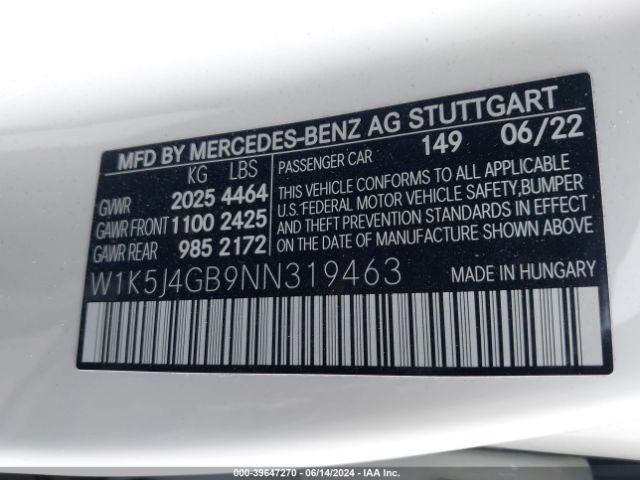 MFD BY MERCEDES-BENZ AG STUTTGART
KG LBS
GVWR 2025 4464
GAWR FRONT 1100 2425
GAWR REAR 985 2172
PASSENGER CAR 149 06/22
THIS VEHICLE CONFORMS TO ALL APPLICABLE
U.S. FEDERAL MOTOR VEHICLE SAFETY, BUMPER
AND THEFT PREVENTION STANDARDS IN EFFECT
ON THE DATE OF MANUFACTURE SHOWN ABOVE
W1K5J4GB9NN319463
MADE IN HUNGARY
000-39647270 - 06/14/2024 - IAAI.COM